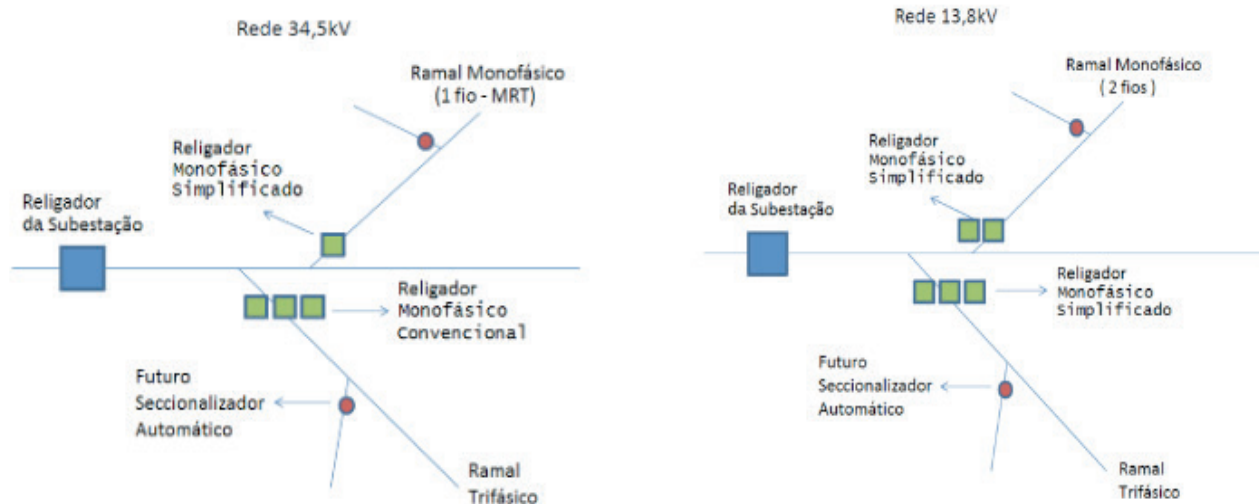 Rede 34,5kV
Ramal Monofásico
(1 fio - MRT)
Religador
Monofásico
Simplificado
Religador
da Subestação
Religador
Monofásico
Convencional
Futuro
Seccionalizador
Automático
Ramal
Trifásico
Rede 13,8kV
Ramal Monofásico
( 2 fios )
Religador
Monofásico
Simplificado
Religador
da Subestação
Religador
Monofásico
Simplificado
Futuro
Seccionalizador
Automático
Ramal
Trifásico